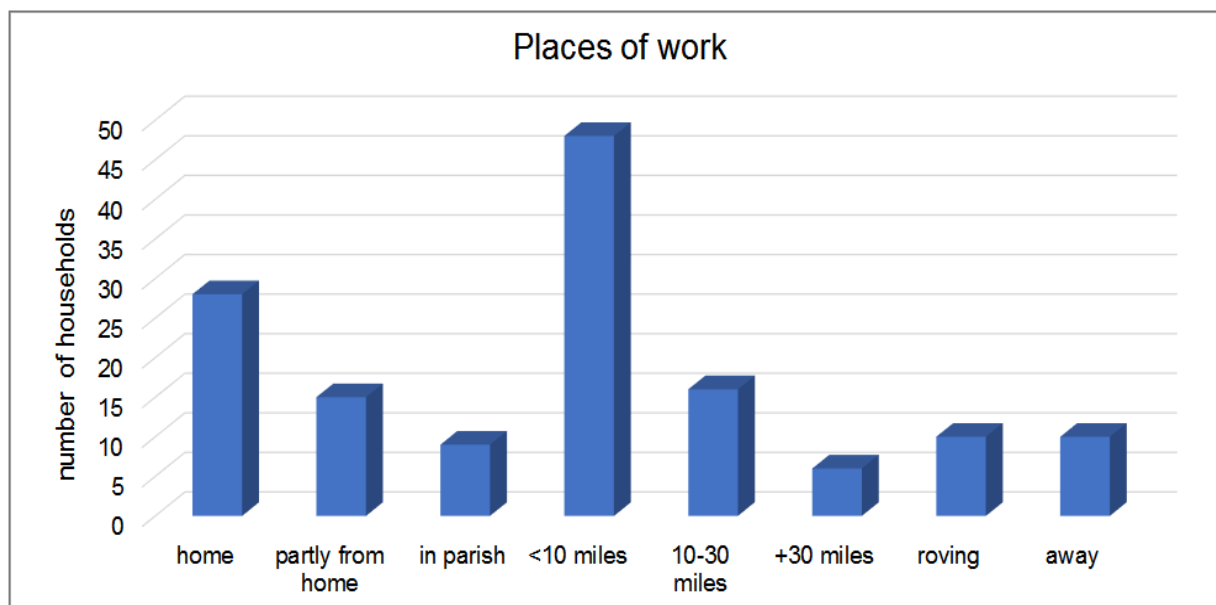 Places of work
number of households
50
45
40
35
30
25
20
15
10
5
0
home
partly from
home
in parish
<10 miles
10-30
miles
+30 miles
roving
away